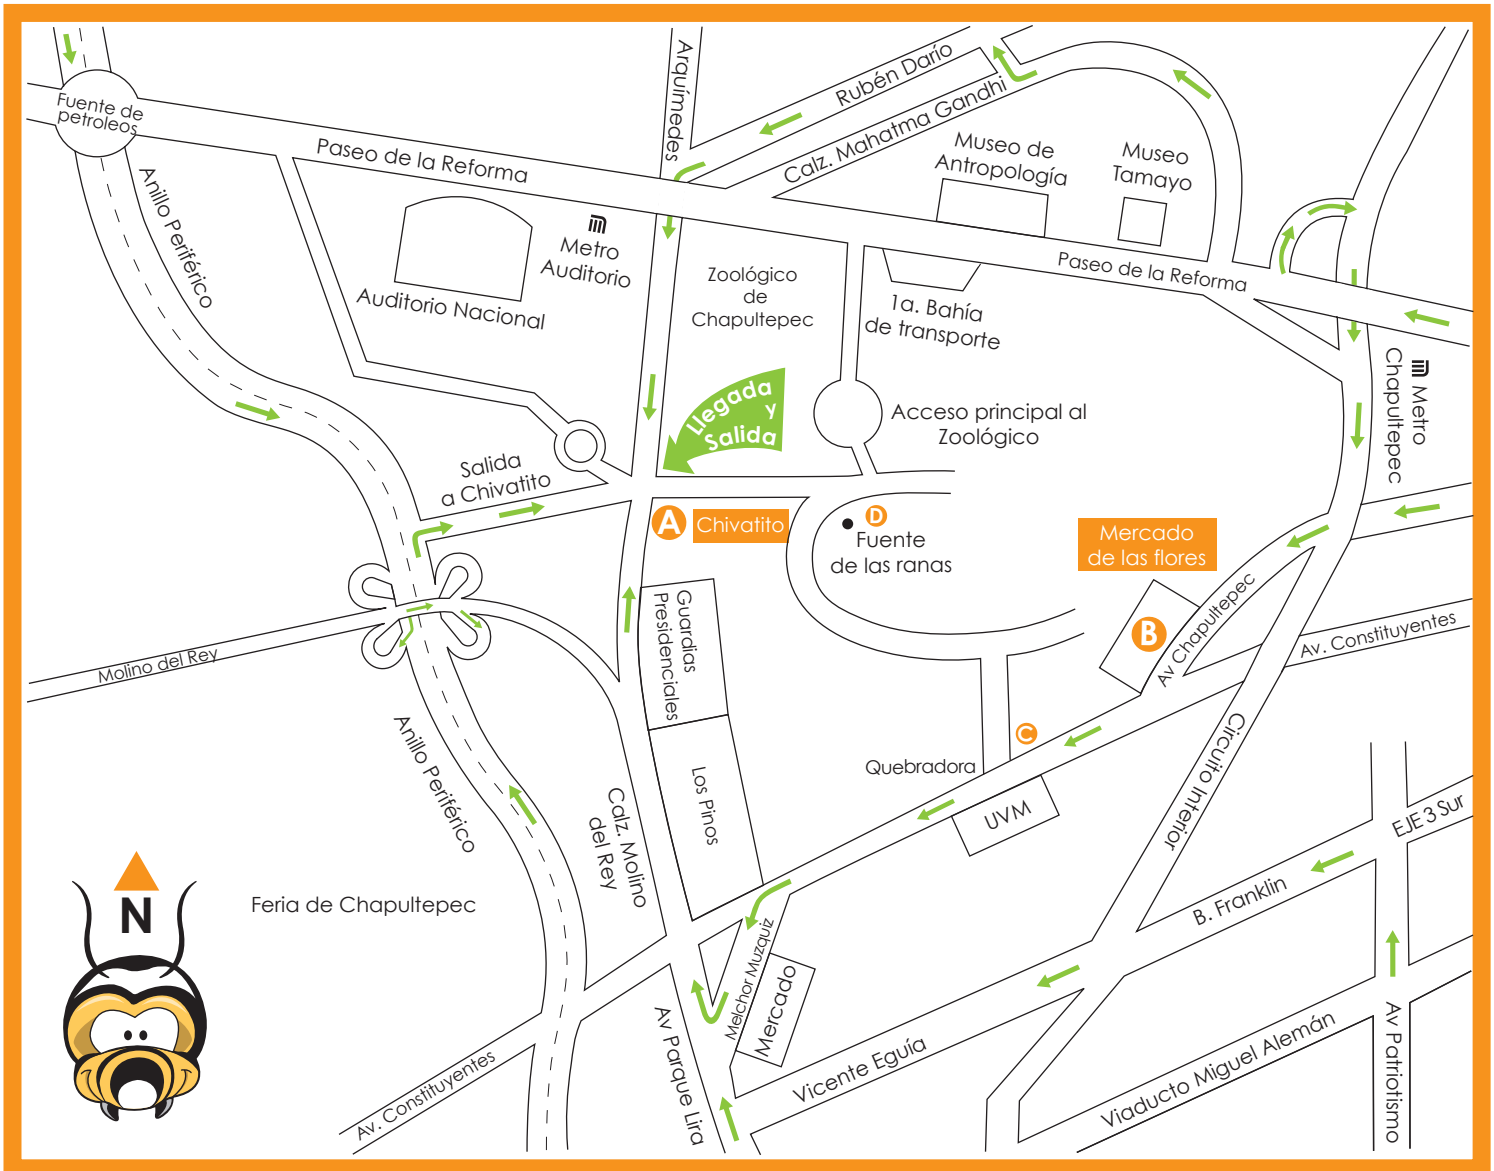 Fuente de
petroleos
Anillo Periférico
Paseo de la Reforma
Arquímedes
Rubén Darío
Calz. Mahatma Gandhi
Museo de
Antropología
Museo
Tamayo
Paseo de la Reforma
Metro
Auditorio
Auditorio Nacional
Zoológico
de
Chapultepec
1a. Bahía
de transporte
Metro
Chapultepec
Llegada
y
Salida
Acceso principal al
Zoológico
Salida
a Chivatito
A
Chivatito
D
Fuente
de las ranas
Mercado
de las flores
B
Av Chapultepec
Av. Constituyentes
Molino del Rey
Guardias
Presidenciales
Anillo Periférico
Los Pinos
Calz. Molino
del Rey
C
Quebradora
UVM
Circuito Interior
EJE 3 Sur
B. Franklin
N
Feria de Chapultepec
Melchor Muzquiz
Mercado
Av Parque Lira
Vicente Eguía
Viaducto Miguel Alemán
Av Patriotismo
Av. Constituyentes